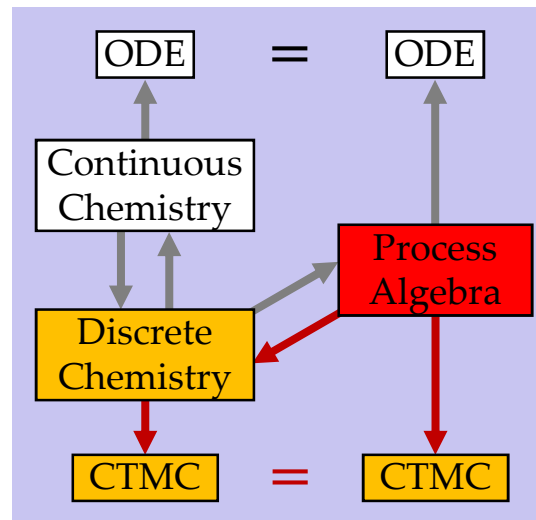 ODE = ODE
Continuous
Chemistry
Process
Algebra
Discrete
Chemistry
CTMC = CTMC